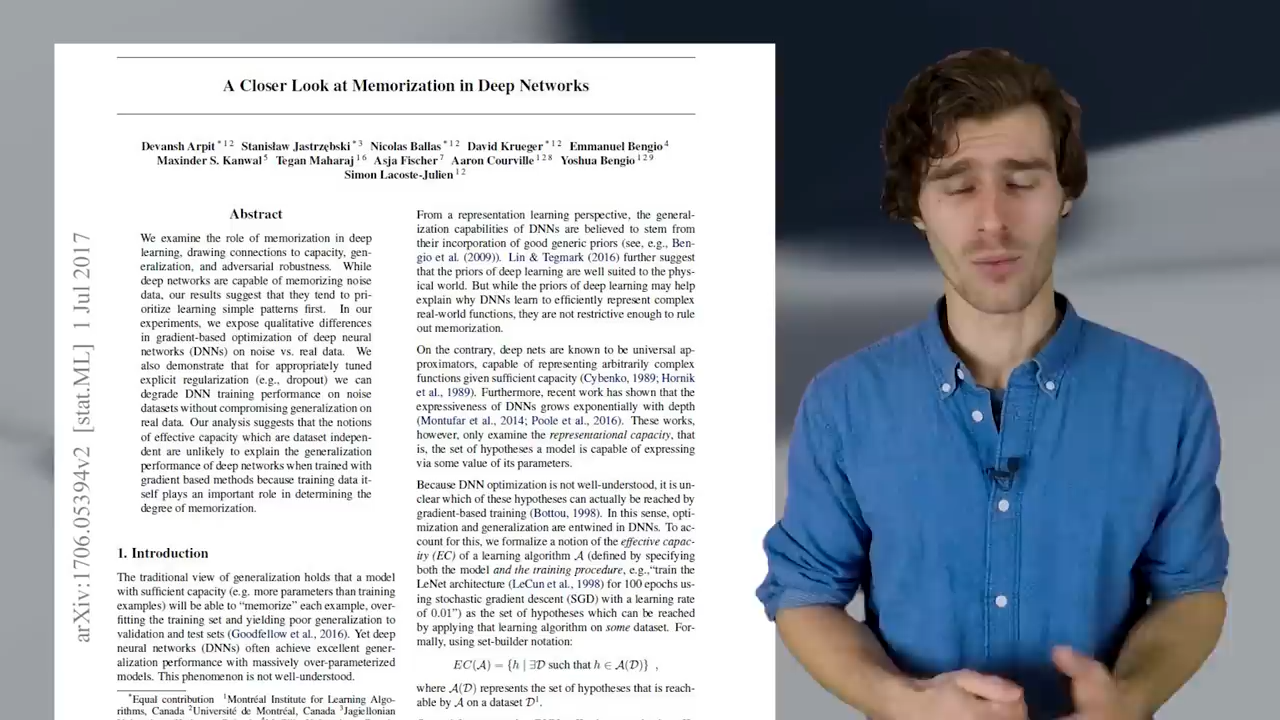 A Closer Look at Memorization in Deep Networks
Devansh Arpit * 1 2 Stanisław Jastrzębski * 3 Nicolas Ballas * 1 2 David Krueger * 1 2 Emmanuel Bengio 4
Maxinder S. Kanwal 5 Tegan Maharaj 1 6 Asja Fischer 7 Aaron Courville 1 2 8 Yoshua Bengio 1 2 9
Simon Lacoste-Julien 1 2
arXiv:1706.05394v2 [stat.ML] 1 Jul 2017
Abstract
We examine the role of memorization in deep
learning, drawing connections to capacity, gen-
eralization, and adversarial robustness. While
deep networks are capable of memorizing noise
data, our results suggest that they tend to pri-
oritize learning simple patterns first. In our
experiments, we expose qualitative differences
in gradient-based optimization of deep neural
networks (DNNs) on noise vs. real data. We
also demonstrate that for appropriately tuned
explicit regularization (e.g., dropout) we can
degrade DNN training performance on noise
datasets without compromising generalization on
real data. Our analysis suggests that the notions
of effective capacity which are dataset indepen-
dent are unlikely to explain the generalization
performance of deep networks when trained with
gradient based methods because training data it-
self plays an important role in determining the
degree of memorization.
1. Introduction
The traditional view of generalization holds that a model
with sufficient capacity (e.g. more parameters than training
examples) will be able to “memorize” each example, over-
fitting the training set and yielding poor generalization to
validation and test sets (Goodfellow et al., 2016). Yet deep
neural networks (DNNs) often achieve excellent gener-
alization performance with massively over-parameterized
models. This phenomenon is not well-understood.
*Equal contribution 1Montréal Institute for Learning Algo-
rithms, Canada 2Université de Montréal, Canada 3Jagiellonian
From a representation learning perspective, the general-
ization capabilities of DNNs are believed to stem from
their incorporation of good generic priors (see, e.g., Ben-
gio et al. (2009)). Lin & Tegmark (2016) further suggest
that the priors of deep learning are well suited to the phys-
ical world. But while the priors of deep learning may help
explain why DNNs learn to efficiently represent complex
real-world functions, they are not restrictive enough to rule
out memorization.
On the contrary, deep nets are known to be universal ap-
proximators, capable of representing arbitrarily complex
functions given sufficient capacity (Cybenko, 1989; Hornik
et al., 1989). Furthermore, recent work has shown that the
expressiveness of DNNs grows exponentially with depth
(Montufar et al., 2014; Poole et al., 2016). These works,
however, only examine the representational capacity, that
is, the set of hypotheses a model is capable of expressing
via some value of its parameters.
Because DNN optimization is not well-understood, it is un-
clear which of these hypotheses can actually be reached by
gradient-based training (Bottou, 1998). In this sense, opti-
mization and generalization are entwined in DNNs. To ac-
count for this, we formalize a notion of the effective capac-
ity (EC) of a learning algorithm A (defined by specifying
both the model and the training procedure, e.g.,“train the
LeNet architecture (LeCun et al., 1998) for 100 epochs us-
ing stochastic gradient descent (SGD) with a learning rate
of 0.01”) as the set of hypotheses which can be reached
by applying that learning algorithm on some dataset. For-
mally, using set-builder notation:
EC(A) = {h | ∃D such that h ∈ A(D)} ,
where A(D) represents the set of hypotheses that is reach-
able by A on a dataset D1.